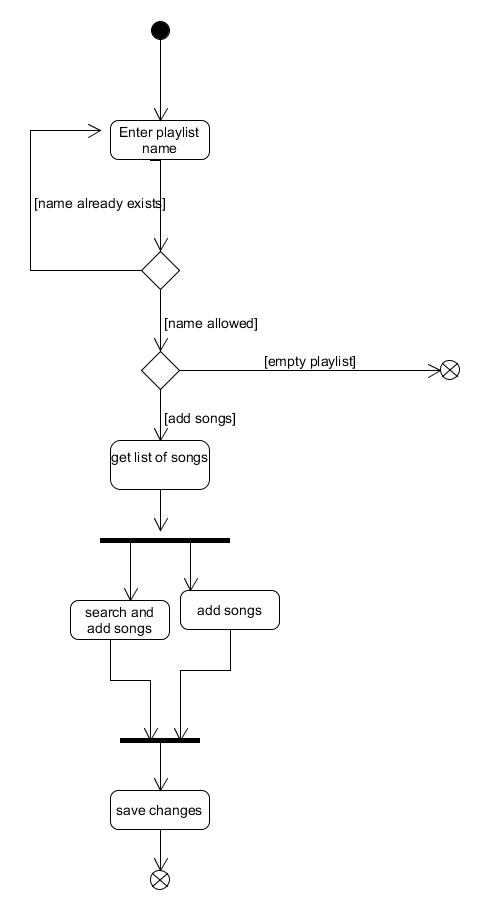 Enter playlist
name
[name already exists]
[name allowed]
[empty playlist]
[add songs]
get list of songs
search and
add songs
add songs
save changes